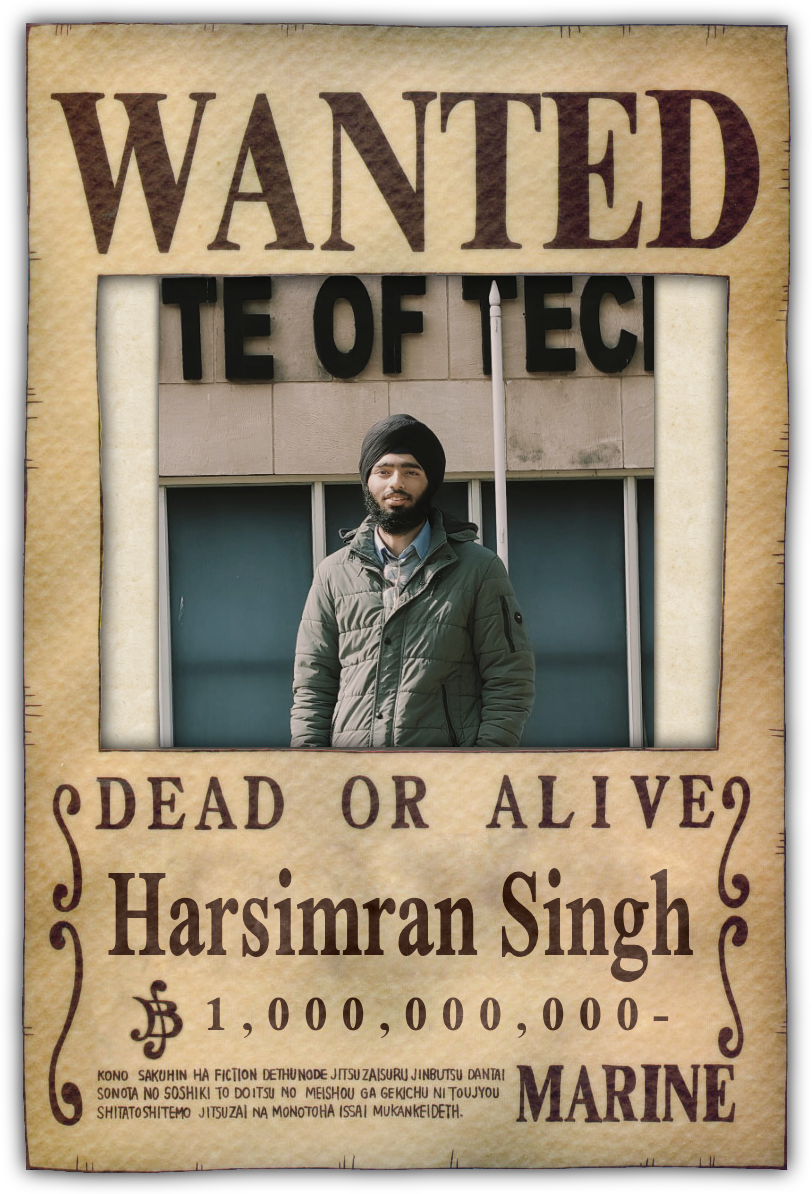 WANTED
TE OF TEC
DEAD OR ALIVE
Harsimran Singh
1,000,000,000-
KONO SAKUHIN HA FICTION DETHUNODE JITSUZAISURU JINBUTSU DANTAI
SONOTA NO SOSHIKI TO DOITSU NO MEISHOU GA GEKICHU NI TOUJYOU
SHITATOSHITEMO JITSUZAI NA MONOTOHA ISSAI MUKANKEIDETH.
MARINE